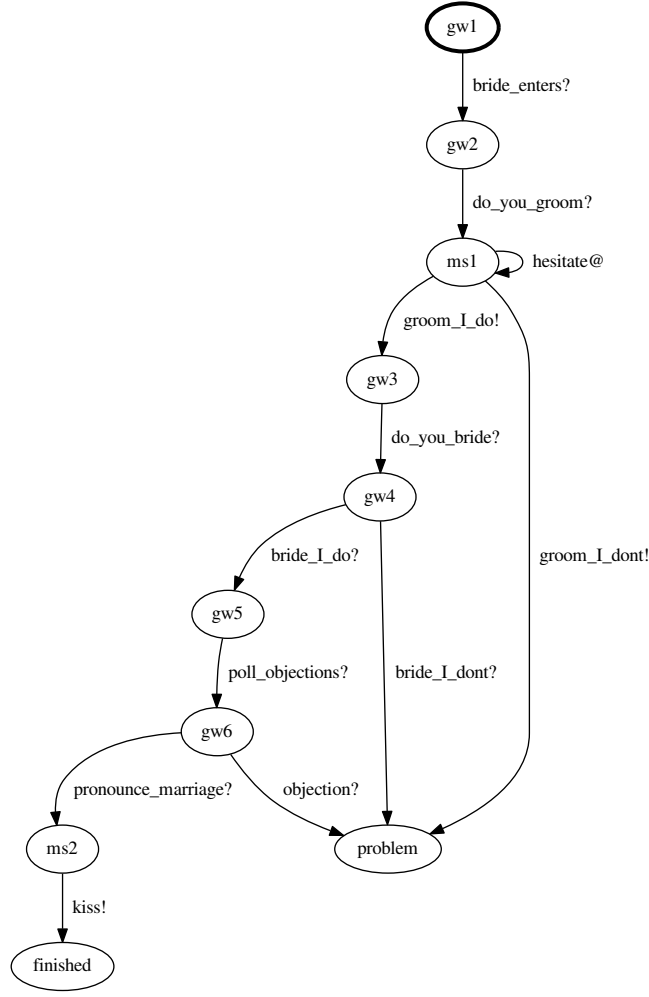 gw1
bride_enters?
gw2
do_you_groom?
ms1
hesitate@
groom_I_do!
gw3
do_you_bride?
gw4
bride_I_do?
groom_I_dont!
gw5
poll_objections?
bride_I_dont?
gw6
pronounce_marriage?
objection?
ms2
problem
kiss!
finished